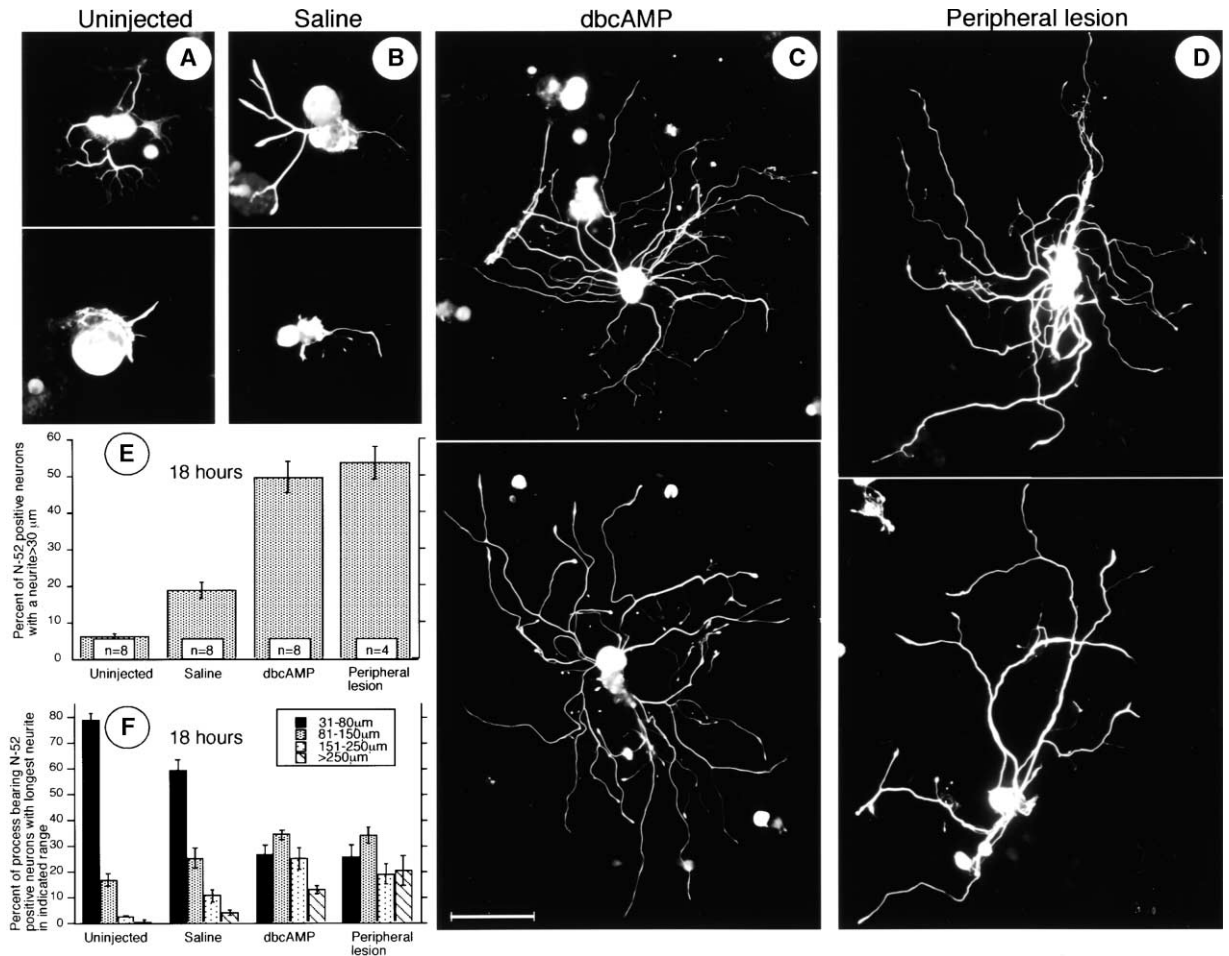 Uninjected
Saline
dbcAMP
Peripheral lesion
A
B
C
D
E
18 hours
Percent of N-52 positive neurons
with a neurite>30 µm
60
50
40
30
20
10
0
n=8
n=8
n=8
n=4
Uninjected
Saline
dbcAMP
Peripheral
lesion
F
18 hours
31-80µm
81-150µm
151-250µm
>250µm
Percent of process bearing N-52
positive neurons with longest neurite
in indicated range
80
70
60
50
40
30
20
10
0
Uninjected
Saline
dbcAMP
Peripheral
lesion